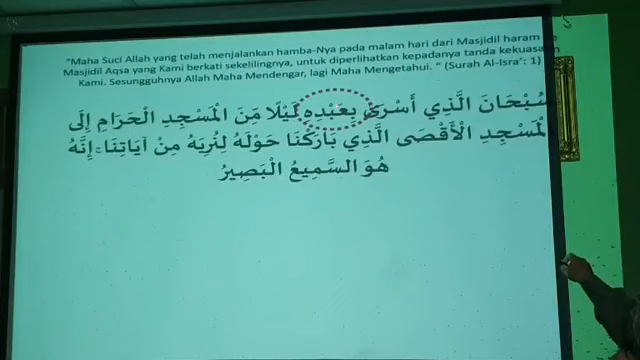 "Maha Suci Allah yang telah menjalankan hamba-Nya pada malam hari dari Masjidil haram ke
Masjidil Aqsa yang Kami berkati sekelilingnya, untuk diperlihatkan kepadanya tanda kekuasaan
Kami. Sesungguhnya Allah Maha Mendengar, lagi Maha Mengetahui. " (Surah Al-Isra': 1)
سُبْحَانَ الَّذِي أَسْرَىٰ بِعَبْدِهِ لَيْلًا مِّنَ الْمَسْجِدِ الْحَرَامِ إِلَى
الْمَسْجِدِ الْأَقْصَى الَّذِي بَارَكْنَا حَوْلَهُ لِنُرِيَهُ مِنْ آيَاتِنَا ۚ إِنَّهُ
هُوَ السَّمِيعُ الْبَصِيرُ